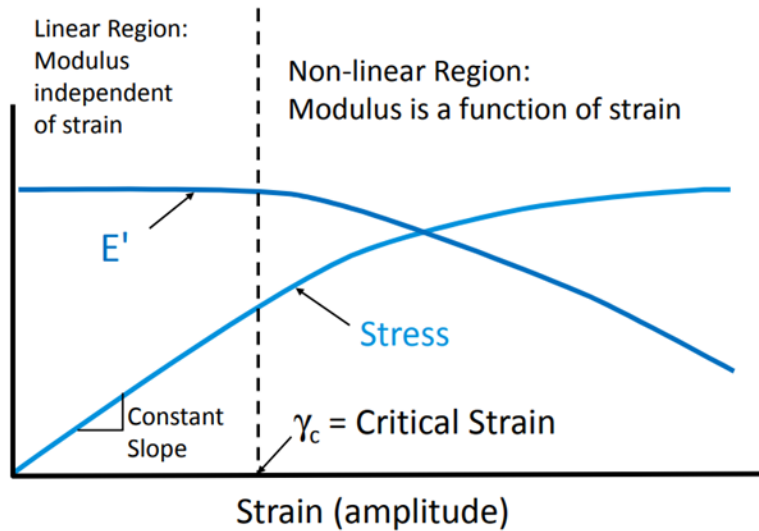 Linear Region:
Modulus
independent
of strain
Non-linear Region:
Modulus is a function of strain
E'
Stress
Constant
Slope
γc = Critical Strain
Strain (amplitude)